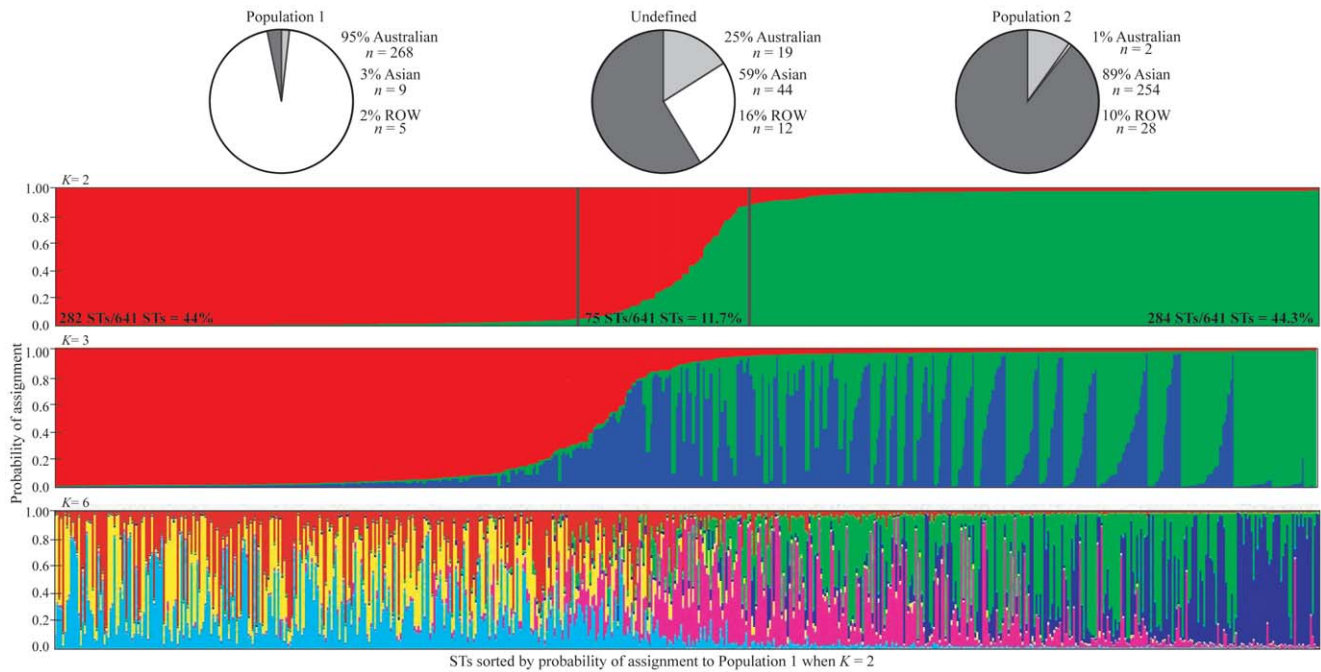 Population 1
95% Australian
n = 268
3% Asian
n = 9
2% ROW
n = 5
Undefined
25% Australian
n = 19
59% Asian
n = 44
16% ROW
n = 12
Population 2
1% Australian
n = 2
89% Asian
n = 254
10% ROW
n = 28
Probability of assignment
K= 2
1.00
0.8
0.6
0.4
0.2
0.0
282 STs/641 STs = 44%
75 STs/641 STs = 11.7%
284 STs/641 STs = 44.3%
K= 3
1.00
0.8
0.6
0.4
0.2
0.0
K= 6
1.00
0.8
0.6
0.4
0.2
0.0
STs sorted by probability of assignment to Population 1 when K = 2